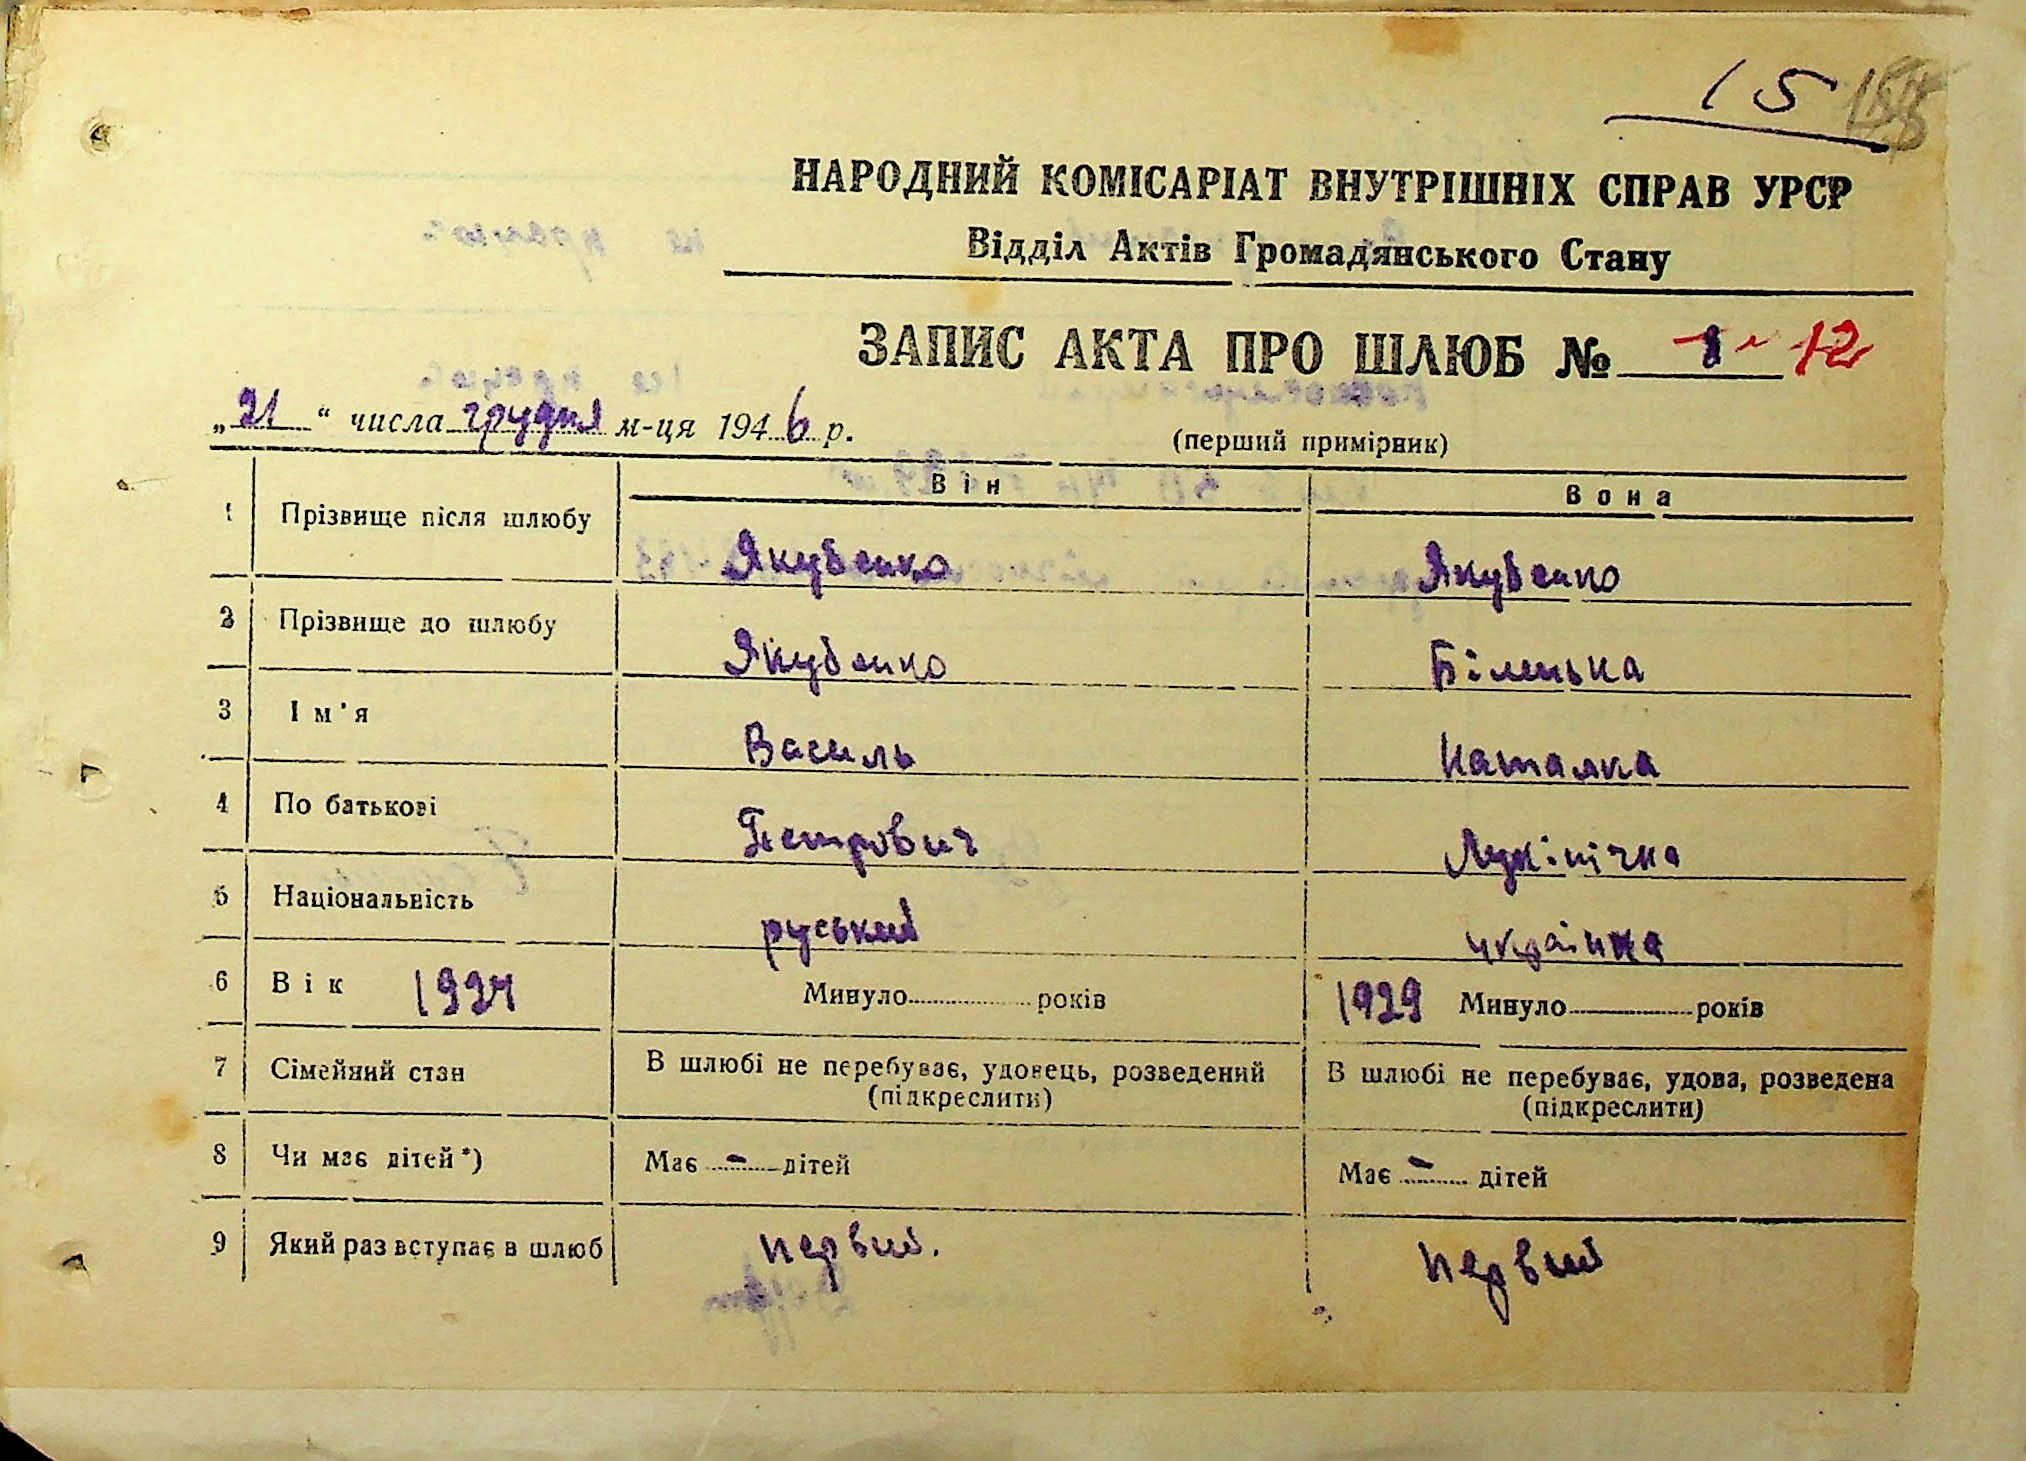 15
НАРОДНИЙ КОМІСАРІАТ ВНУТРІШНІХ СПРАВ УРСР
Відділ Актів Громадянського Стану
ЗАПИС АКТА ПРО ШЛЮБ № 1 12
„21“ числа грудня м-ця 1946 р.
(перший примірник)
Він Вона
1 Прізвище після шлюбу Якубенко Якубенко
2 Прізвище до шлюбу Якубенко Біленька
3 Ім'я Василь Наталка
4 По батькові Петрович
5 Національність руський українка
6 Вік 1924 Минуло років 1929 Минуло років
7 Сімейний стан В шлюбі не перебуває, удовець, розведений В шлюбі не перебуває, удова, розведена
(підкреслити) (підкреслити)
8 Чи має дітей*) Має - дітей Має - дітей
9 Який раз вступає в шлюб первий. первий